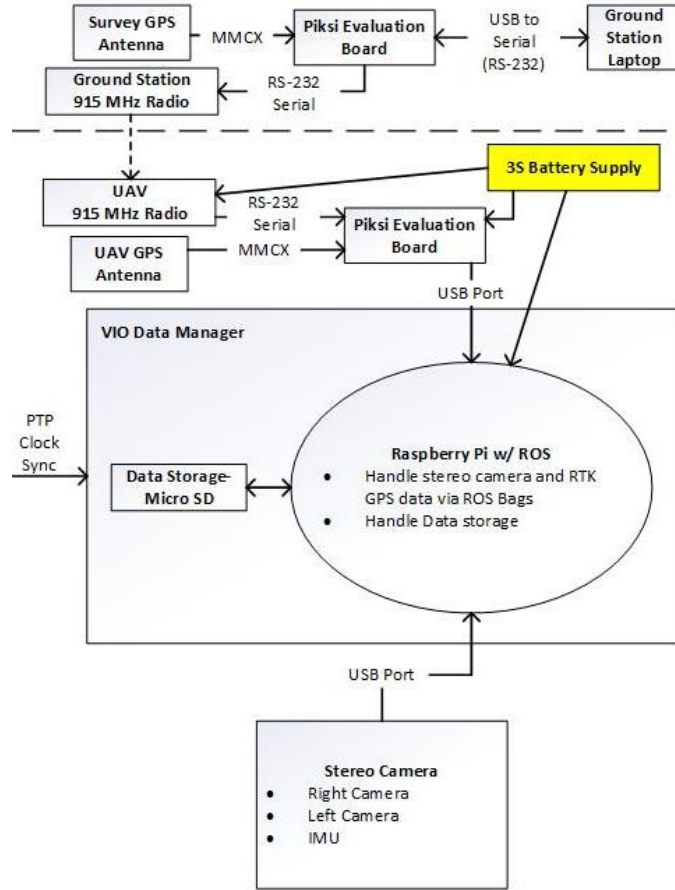 Survey GPS
Antenna
MMCX
Piksi Evaluation
Board
USB to
Serial
(RS-232)
Ground
Station
Laptop
Ground Station
915 MHz Radio
RS-232
Serial
3S Battery Supply
UAV
915 MHz Radio
RS-232
Serial
Piksi Evaluation
Board
UAV GPS
Antenna
MMCX
USB Port
VIO Data Manager
PTP
Clock
Sync
Data Storage-
Micro SD
Raspberry Pi w/ ROS
• Handle stereo camera and RTK
GPS data via ROS Bags
• Handle Data storage
USB Port
Stereo Camera
• Right Camera
• Left Camera
• IMU